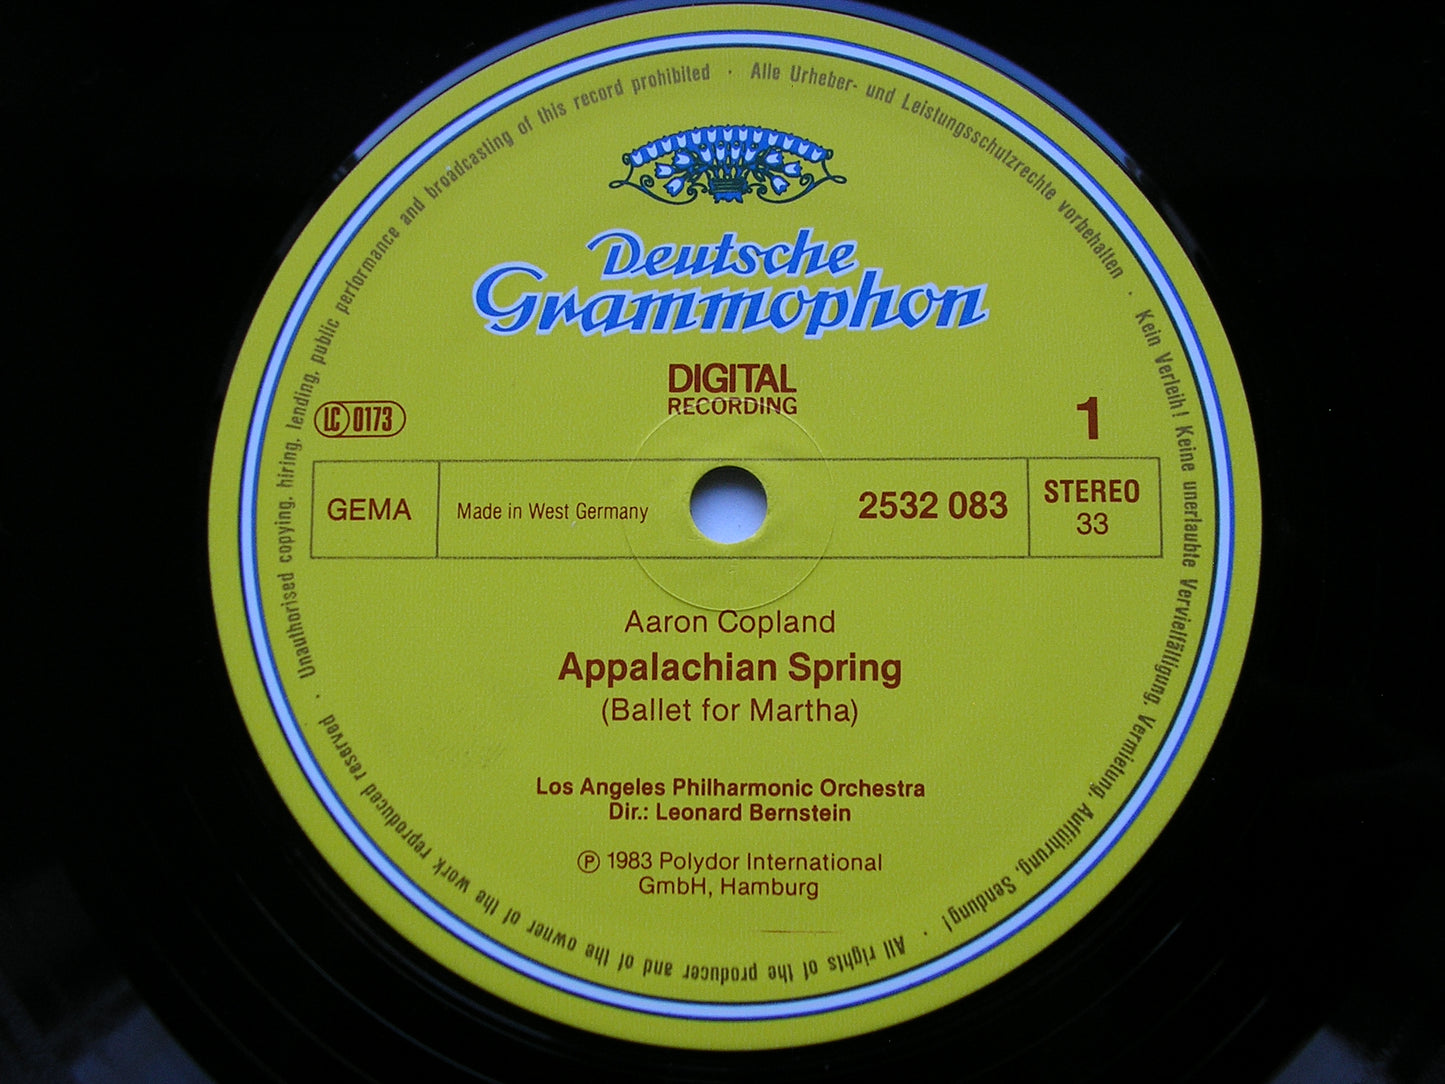 Alle Urheber- und Leistungsschutzrechte vorbehalten · Kein Verleih! Keine unerlaubte Vervielfältigung, Vermietung, Aufführung, Sendung! · All rights of the producer and of the owner of the work reproduced reserved · Unauthorised copying, hiring, lending, public performance and broadcasting of this record prohibited ·
Deutsche
Grammophon
DIGITAL
RECORDING
LC 0173
1
GEMA
Made in West Germany
2532 083
STEREO
33
Aaron Copland
Appalachian Spring
(Ballet for Martha)
Los Angeles Philharmonic Orchestra
Dir.: Leonard Bernstein
Ⓟ 1983 Polydor International
GmbH, Hamburg